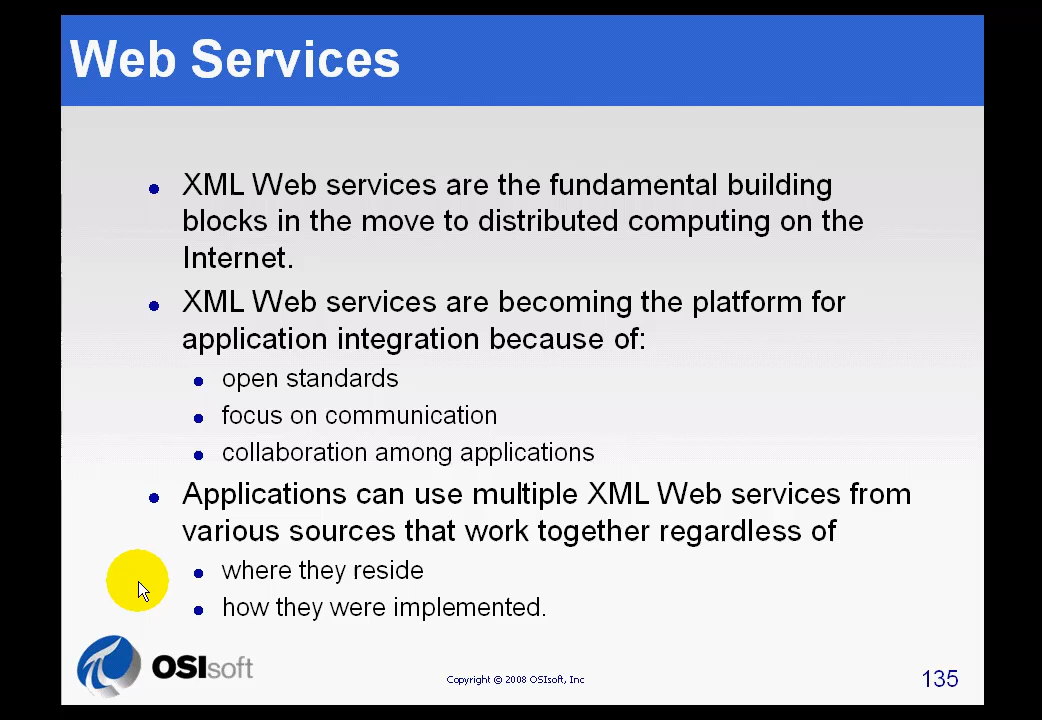 Web Services
XML Web services are the fundamental building
blocks in the move to distributed computing on the
Internet.
XML Web services are becoming the platform for
application integration because of:
open standards
focus on communication
collaboration among applications
Applications can use multiple XML Web services from
various sources that work together regardless of
where they reside
how they were implemented.
OSIsoft
Copyright © 2008 OSIsoft, Inc
135